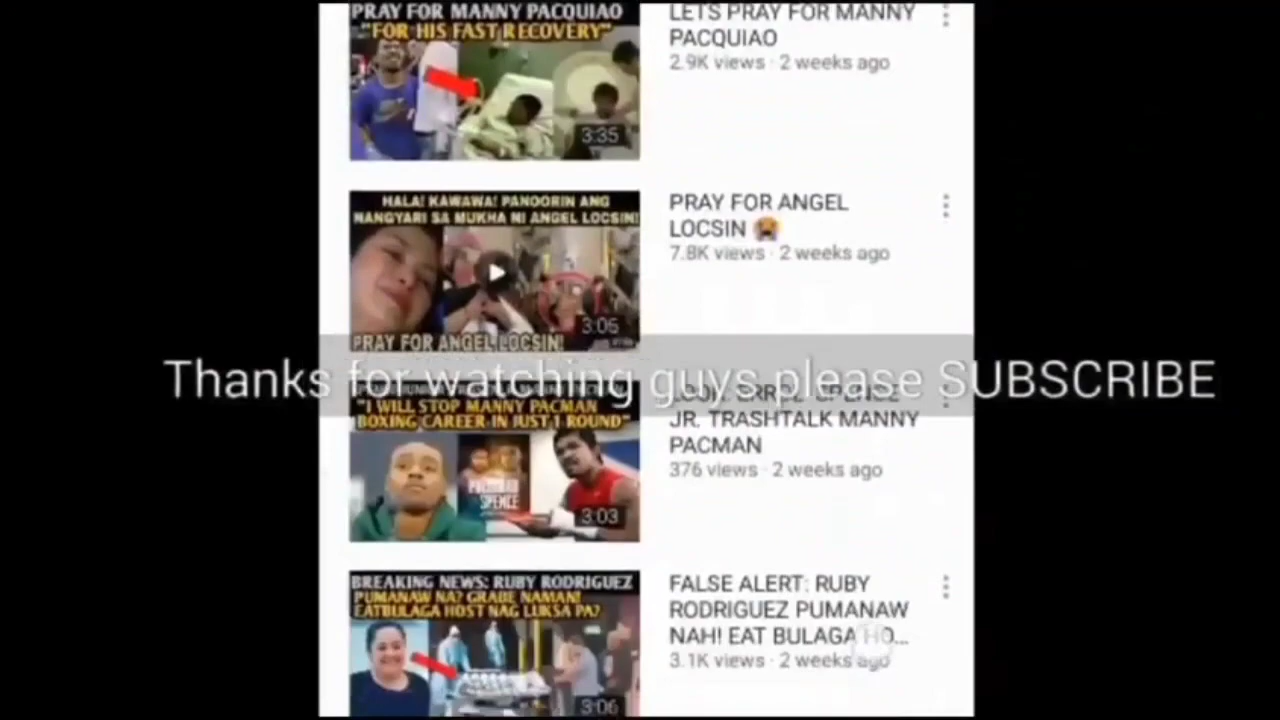 PRAY FOR MANNY PACQUIAO
"FOR HIS FAST RECOVERY"
3:35
LETS PRAY FOR MANNY
PACQUIAO
2.9K views · 2 weeks ago
HALA! KAWAWA! PANOORIN ANG
NANGYARI SA MUKHA NI ANGEL LOCSIN!
PRAY FOR ANGEL LOCSIN!
3:05
PRAY FOR ANGEL
LOCSIN 😭
7.8K views · 2 weeks ago
Thanks for watching guys please SUBSCRIBE
"I WILL STOP MANNY PACMAN
BOXING CAREER IN JUST 1 ROUND"
SPENCE
3:03
LOOK: ERROL SPENCE
JR. TRASHTALK MANNY
PACMAN
376 views · 2 weeks ago
BREAKING NEWS: RUBY RODRIGUEZ
PUMANAW NA? GRABE NAMAN!
EATBULAGA HOST NAG LUKSA PA?
3:06
FALSE ALERT: RUBY
RODRIGUEZ PUMANAW
NAH! EAT BULAGA HO...
3.1K views · 2 weeks ago